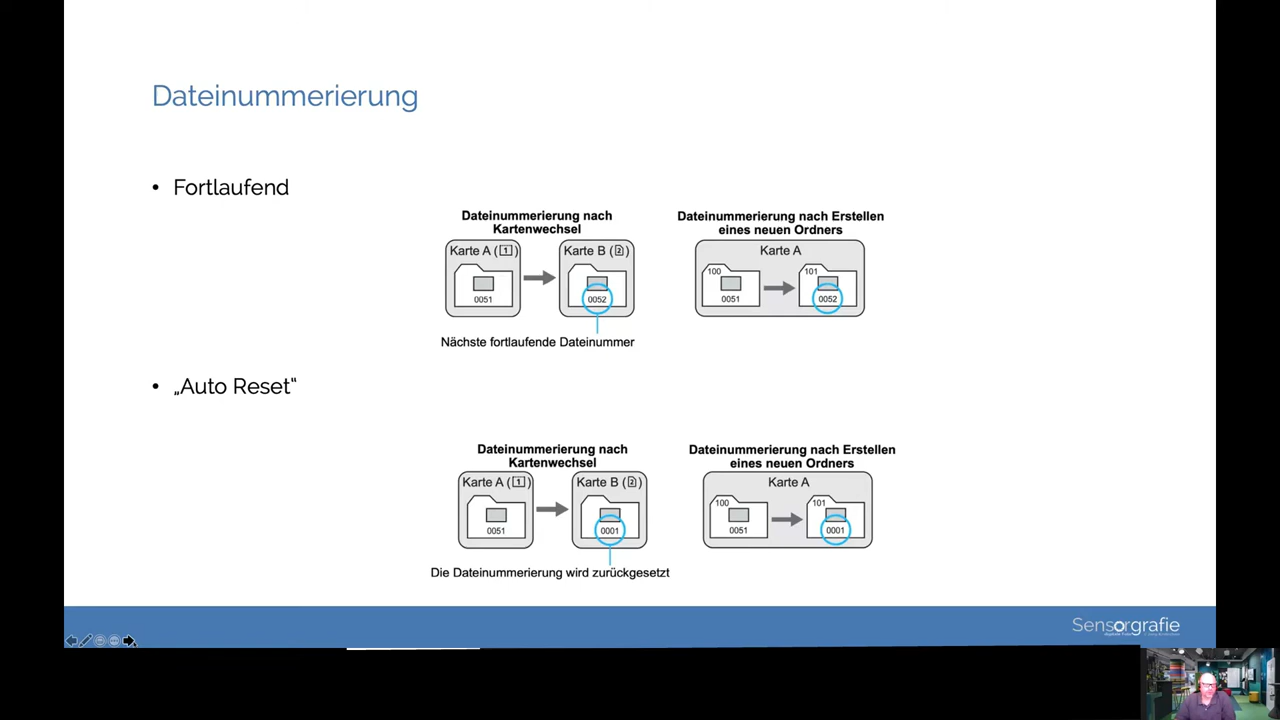 Dateinummerierung
• Fortlaufend
Dateinummerierung nach
Kartenwechsel
Karte A (1)
Karte B (2)
0051
0052
Nächste fortlaufende Dateinummer
Dateinummerierung nach Erstellen
eines neuen Ordners
Karte A
100
101
0051
0052
• „Auto Reset“
Dateinummerierung nach
Kartenwechsel
Karte A (1)
Karte B (2)
0051
0001
Die Dateinummerierung wird zurückgesetzt
Dateinummerierung nach Erstellen
eines neuen Ordners
Karte A
100
101
0051
0001
Sensorgrafie